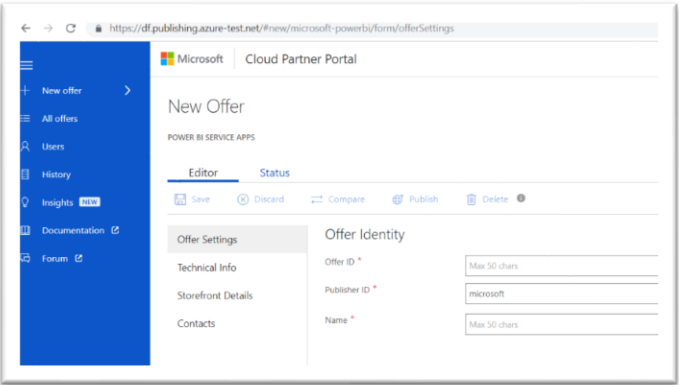 https://df.publishing.azure-test.net/#new/microsoft-powerbi/form/offerSettings
Microsoft Cloud Partner Portal
New offer
All offers
Users
History
Insights NEW
Documentation
Forum
New Offer
POWER BI SERVICE APPS
Editor Status
Save Discard Compare Publish Delete
Offer Settings
Technical Info
Storefront Details
Contacts
Offer Identity
Offer ID * Max 50 chars
Publisher ID * microsoft
Name * Max 50 chars